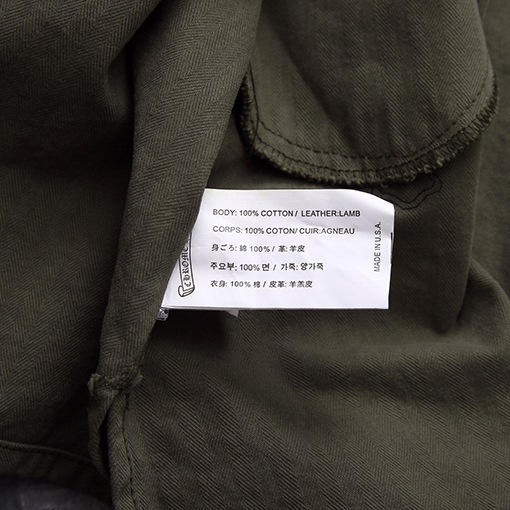 BODY: 100% COTTON / LEATHER:LAMB
CORPS: 100% COTON/ CUIR:AGNEAU
身ごろ: 綿 100% / 革: 羊皮
주요부: 100% 면 / 가죽: 양가죽
衣身: 100% 棉 / 皮革: 羊羔皮
MADE IN U.S.A.
CHROME